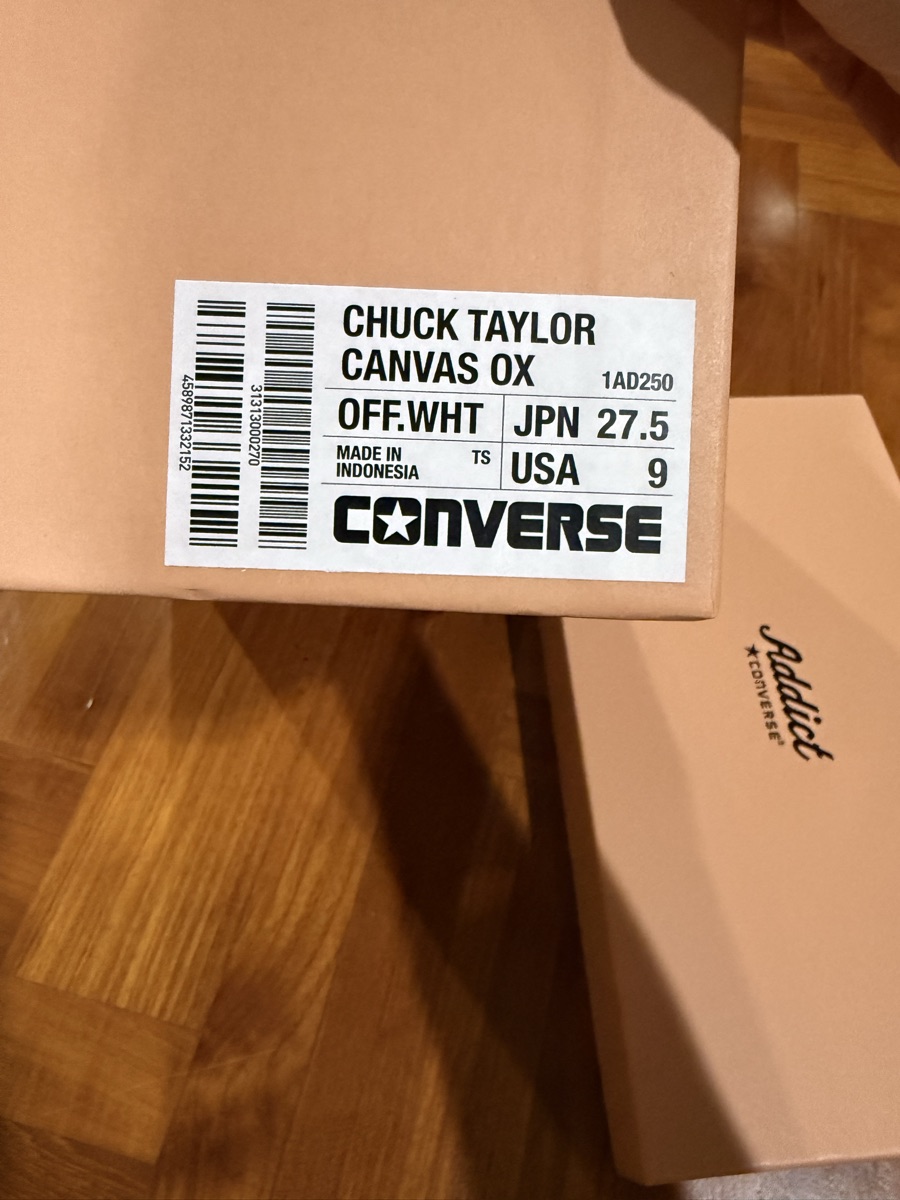 CHUCK TAYLOR
CANVAS OX 1AD250
OFF.WHT JPN 27.5
MADE IN
INDONESIA TS USA 9
CONVERSE
4589871332152
31313000270
Addict
CONVERSE®